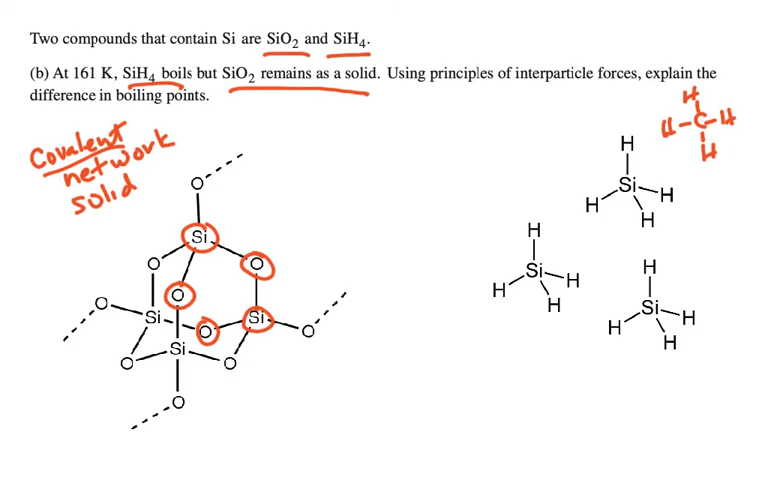 Two compounds that contain Si are SiO₂ and SiH₄.
(b) At 161 K, SiH₄ boils but SiO₂ remains as a solid. Using principles of interparticle forces, explain the
difference in boiling points.
Covalent
network
solid
H
H-C-H
H
O
Si
O
O
O
O
Si
O
Si
O
Si
O
O
O
H
Si
H
H
H
H
Si
H
H
H
H
Si
H
H
H